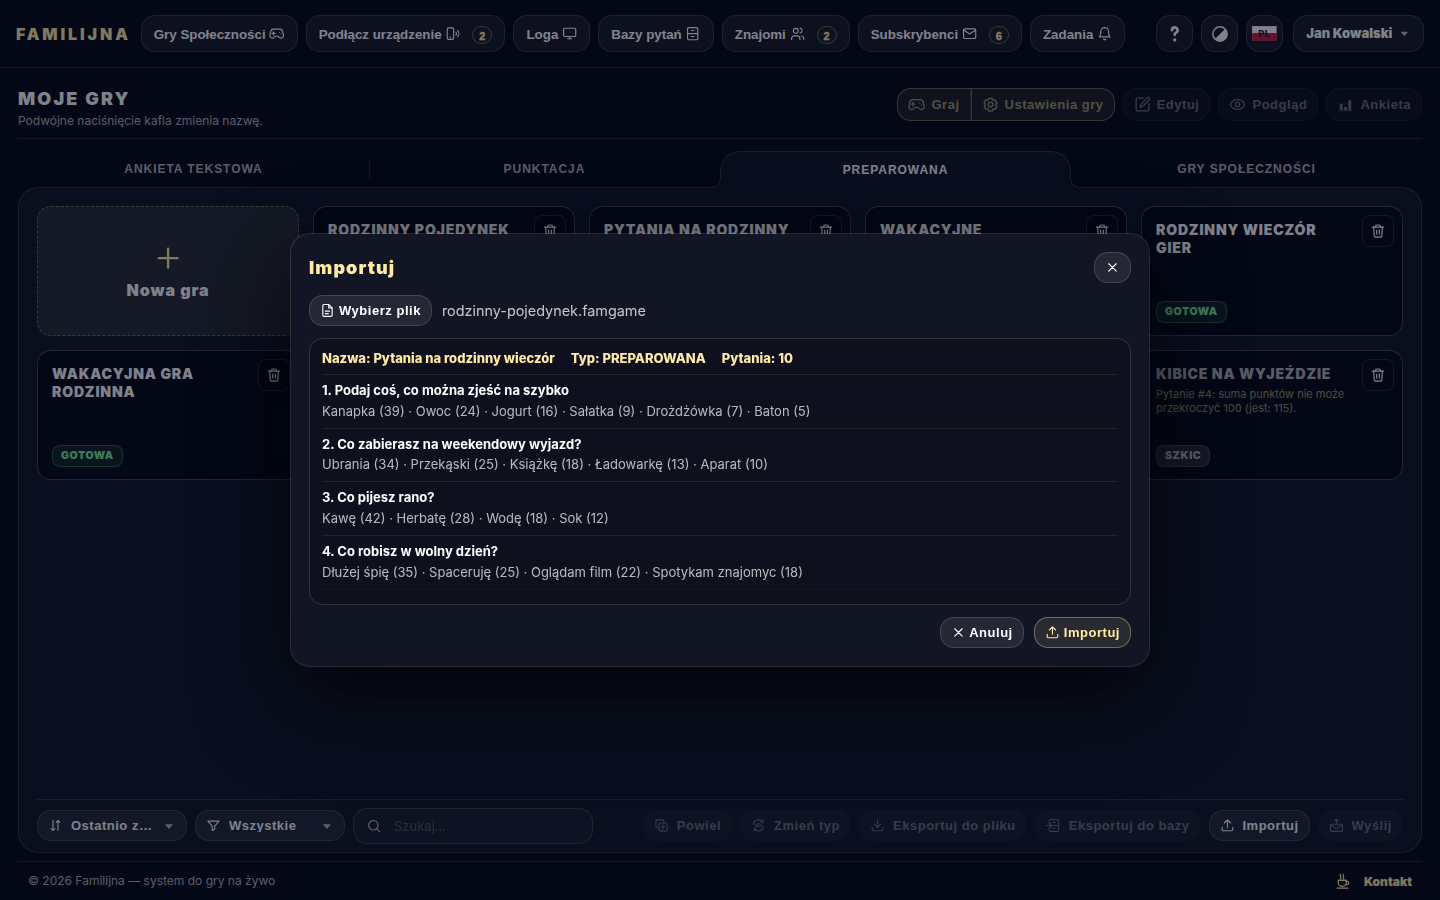 FAMILIJNA
Gry Społeczności
Podłącz urządzenie 2
Loga
Bazy pytań
Znajomi 2
Subskrybenci 6
Zadania
?
PL
Jan Kowalski
MOJE GRY
Podwójne naciśnięcie kafla zmienia nazwę.
Graj
Ustawienia gry
Edytuj
Podgląd
Ankieta
ANKIETA TEKSTOWA
PUNKTACJA
PREPAROWANA
GRY SPOŁECZNOŚCI
Nowa gra
RODZINNY POJEDYNEK
PYTANIA NA RODZINNY
WAKACYJNE
RODZINNY WIECZÓR
GIER
GOTOWA
WAKACYJNA GRA
RODZINNA
GOTOWA
KIBICE NA WYJEŹDZIE
Pytanie #4: suma punktów nie może
przekroczyć 100 (jest: 115).
SZKIC
Importuj
Wybierz plik
rodzinny-pojedynek.famgame
Nazwa: Pytania na rodzinny wieczór Typ: PREPAROWANA Pytania: 10
1. Podaj coś, co można zjeść na szybko
Kanapka (39) · Owoc (24) · Jogurt (16) · Sałatka (9) · Drożdżówka (7) · Baton (5)
2. Co zabierasz na weekendowy wyjazd?
Ubrania (34) · Przekąski (25) · Książkę (18) · Ładowarkę (13) · Aparat (10)
3. Co pijesz rano?
Kawę (42) · Herbatę (28) · Wodę (18) · Sok (12)
4. Co robisz w wolny dzień?
Dłużej śpię (35) · Spaceruję (25) · Oglądam film (22) · Spotykam znajomyc (18)
Anuluj
Importuj
Ostatnio z...
Wszystkie
Szukaj...
Powiel
Zmień typ
Eksportuj do pliku
Eksportuj do bazy
Importuj
Wyślij
© 2026 Familijna — system do gry na żywo
Kontakt